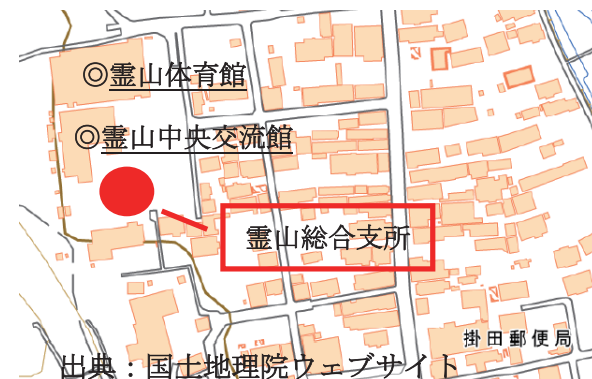 ◎霊山体育館
◎霊山中央交流館
霊山総合支所
掛田郵便局
出典：国土地理院ウェブサイト